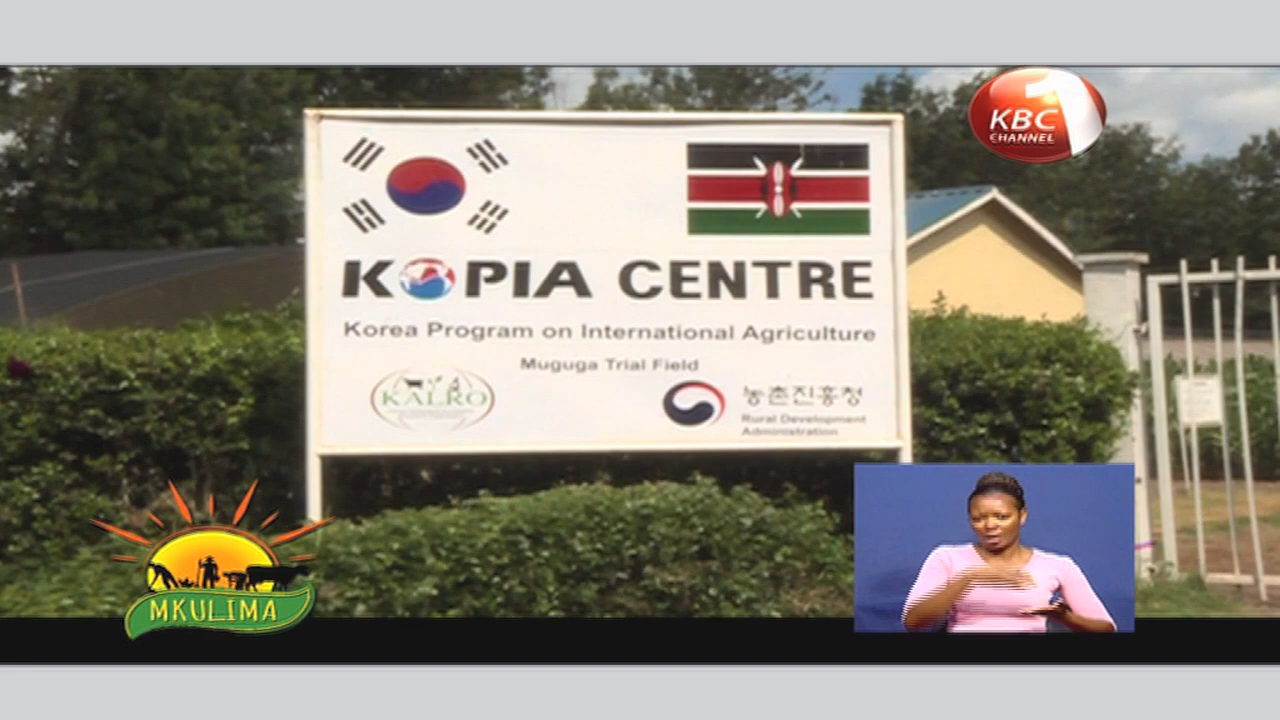 KBC
CHANNEL 1
KOPIA CENTRE
Korea Program on International Agriculture
Muguga Trial Field
KALRO
농촌진흥청
Rural Development
Administration
MKULIMA